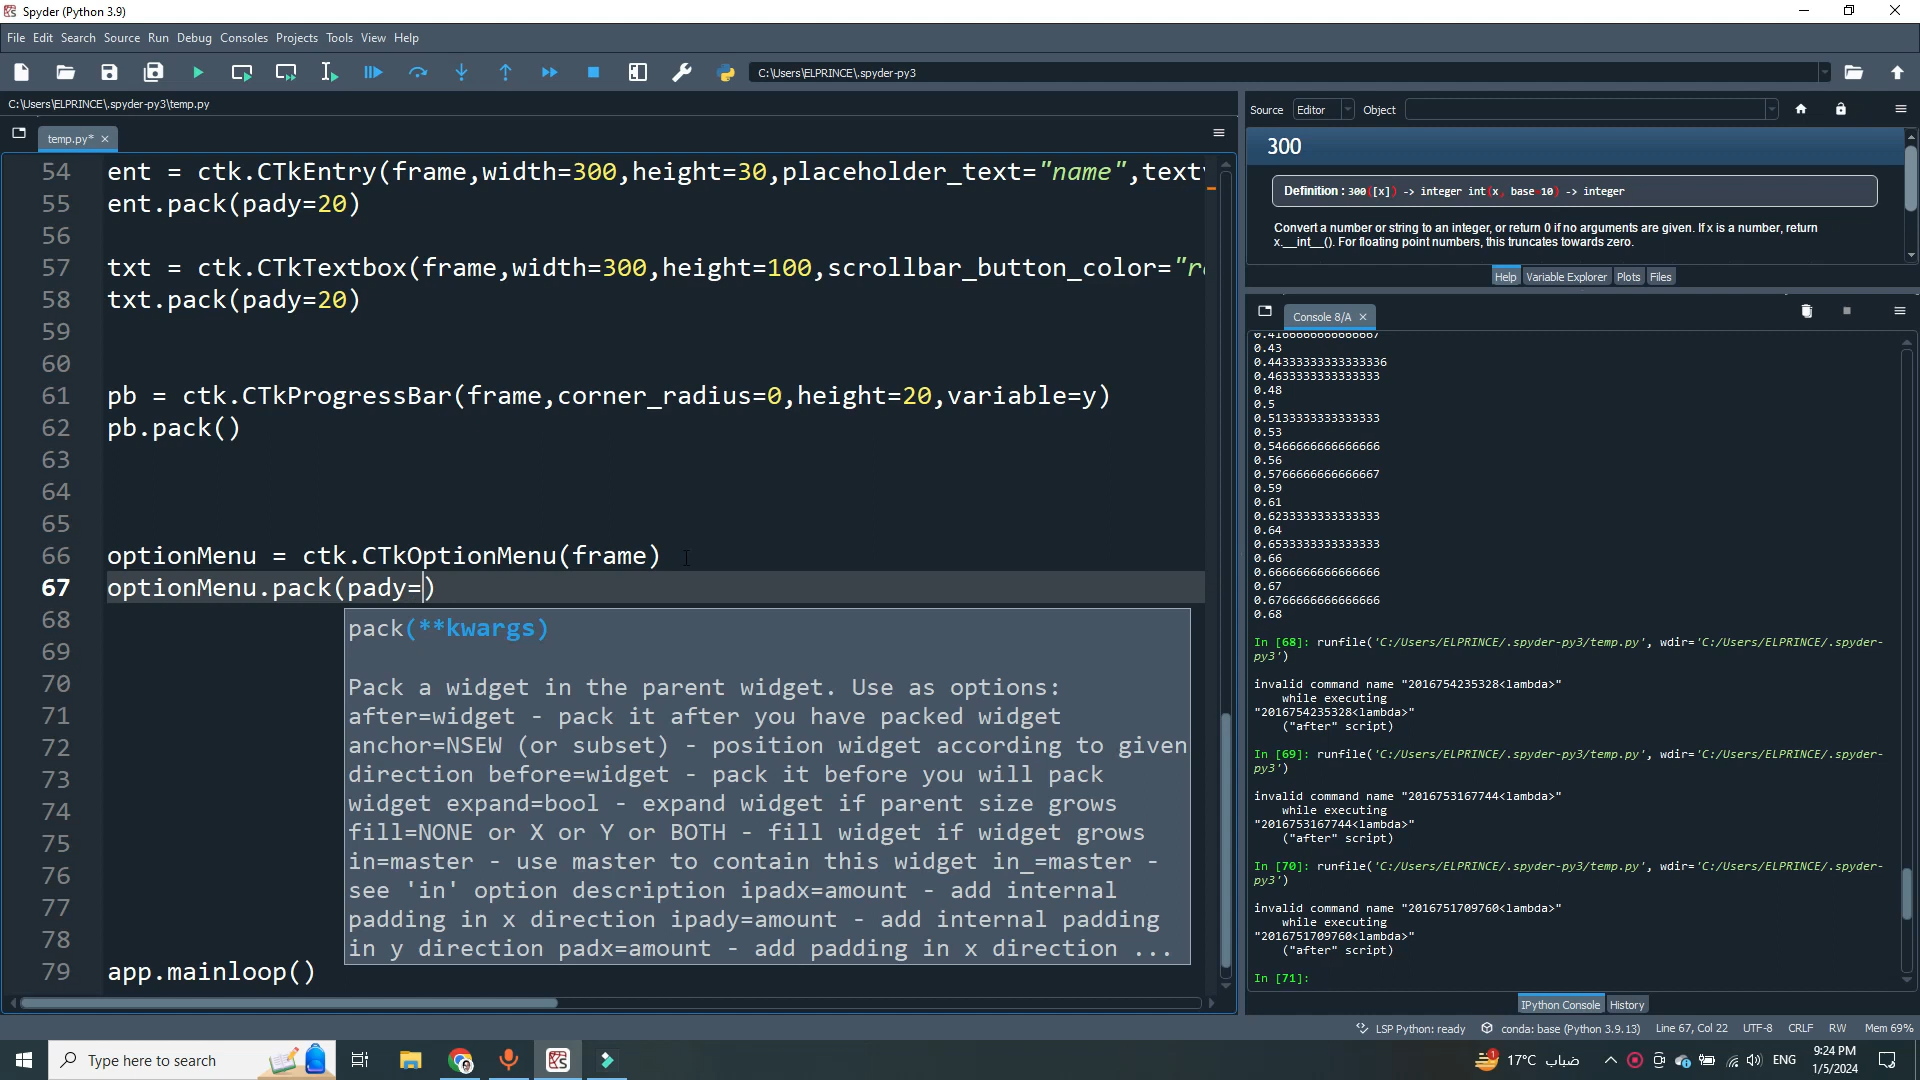 Spyder (Python 3.9)
File Edit Search Source Run Debug Consoles Projects Tools View Help
C:\Users\ELPRINCE\.spyder-py3
C:\Users\ELPRINCE\.spyder-py3\temp.py
temp.py*
54 ent = ctk.CTkEntry(frame,width=300,height=30,placeholder_text="name",text
55 ent.pack(pady=20)
56
57 txt = ctk.CTkTextbox(frame,width=300,height=100,scrollbar_button_color="r
58 txt.pack(pady=20)
59
60
61 pb = ctk.CTkProgressBar(frame,corner_radius=0,height=20,variable=y)
62 pb.pack()
63
64
65
66 optionMenu = ctk.CTkOptionMenu(frame)
67 optionMenu.pack(pady=)
68
69
70
71
72
73
74
75
76
77
78
79 app.mainloop()
pack(**kwargs)
Pack a widget in the parent widget. Use as options:
after=widget - pack it after you have packed widget
anchor=NSEW (or subset) - position widget according to given
direction before=widget - pack it before you will pack
widget expand=bool - expand widget if parent size grows
fill=NONE or X or Y or BOTH - fill widget if widget grows
in=master - use master to contain this widget in_=master -
see 'in' option description ipadx=amount - add internal
padding in x direction ipady=amount - add internal padding
in y direction padx=amount - add padding in x direction ...
Source Editor Object
300
Definition : 300([x]) -> integer int(x, base=10) -> integer
Convert a number or string to an integer, or return 0 if no arguments are given. If x is a number, return
x.__int__(). For floating point numbers, this truncates towards zero.
Help Variable Explorer Plots Files
Console 8/A
0.4166666666666667
0.43
0.44333333333333336
0.4633333333333333
0.48
0.5
0.5133333333333333
0.53
0.5466666666666666
0.56
0.5766666666666667
0.59
0.61
0.6233333333333333
0.64
0.6533333333333333
0.66
0.6666666666666666
0.67
0.6766666666666666
0.68
In [68]: runfile('C:/Users/ELPRINCE/.spyder-py3/temp.py', wdir='C:/Users/ELPRINCE/.spyder-
py3')
invalid command name "2016754235328<lambda>"
while executing
"2016754235328<lambda>"
("after" script)
In [69]: runfile('C:/Users/ELPRINCE/.spyder-py3/temp.py', wdir='C:/Users/ELPRINCE/.spyder-
py3')
invalid command name "2016753167744<lambda>"
while executing
"2016753167744<lambda>"
("after" script)
In [70]: runfile('C:/Users/ELPRINCE/.spyder-py3/temp.py', wdir='C:/Users/ELPRINCE/.spyder-
py3')
invalid command name "2016751709760<lambda>"
while executing
"2016751709760<lambda>"
("after" script)
In [71]:
IPython Console History
LSP Python: ready conda: base (Python 3.9.13) Line 67, Col 22 UTF-8 CRLF RW Mem 69%
Type here to search
1 17°C ضباب ENG 9:24 PM
1/5/2024